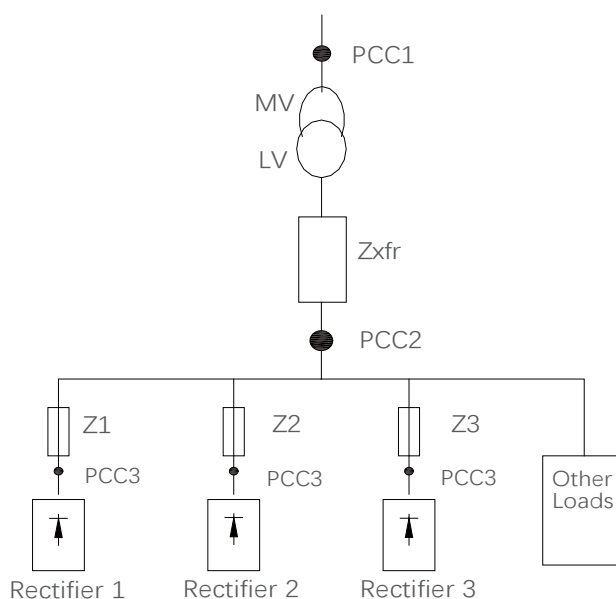 PCC1
MV
LV
Zxfr
PCC2
Z1
Z2
Z3
PCC3
PCC3
PCC3
Other
Loads
Rectifier 1
Rectifier 2
Rectifier 3